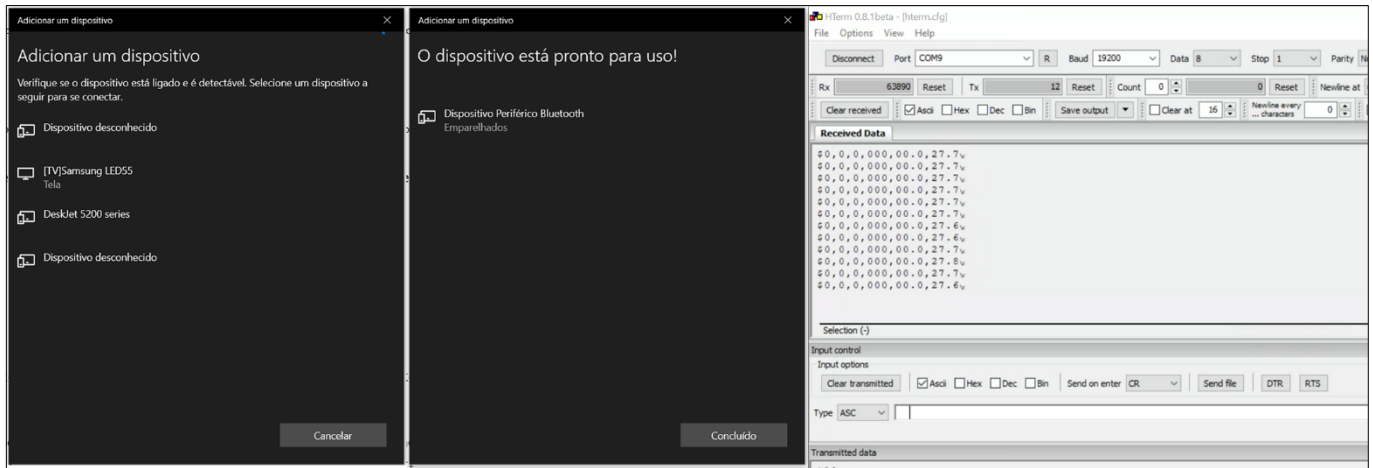 Adicionar um dispositivo
Adicionar um dispositivo
Verifique se o dispositivo está ligado e é detectável. Selecione um dispositivo a
seguir para se conectar.
Dispositivo desconhecido
[TV]Samsung LED55
Tela
DeskJet 5200 series
Dispositivo desconhecido
Cancelar
Adicionar um dispositivo
O dispositivo está pronto para uso!
Dispositivo Periférico Bluetooth
Emparelhados
Concluído
HTerm 0.8.1beta - [hterm.cfg]
File Options View Help
Disconnect Port COM9 R Baud 19200 Data 8 Stop 1 Parity
Rx 63890 Reset Tx 12 Reset Count 0 0 Reset Newline at
Clear received Ascii Hex Dec Bin Save output Clear at 16 Newline every ... characters 0
Received Data
$0,0,0,000,00.0,27.7
$0,0,0,000,00.0,27.7
$0,0,0,000,00.0,27.7
$0,0,0,000,00.0,27.7
$0,0,0,000,00.0,27.7
$0,0,0,000,00.0,27.7
$0,0,0,000,00.0,27.6
$0,0,0,000,00.0,27.6
$0,0,0,000,00.0,27.7
$0,0,0,000,00.0,27.8
$0,0,0,000,00.0,27.7
$0,0,0,000,00.0,27.6
Selection (-)
Input control
Input options
Clear transmitted Ascii Hex Dec Bin Send on enter CR Send file DTR RTS
Type ASC
Transmitted data